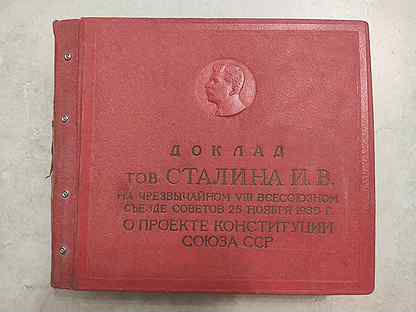 ДОКЛАД
ТОВ. СТАЛИНА И. В.
НА ЧРЕЗВЫЧАЙНОМ VIII ВСЕСОЮЗНОМ
СЪЕЗДЕ СОВЕТОВ 25 НОЯБРЯ 1936 Г.
О ПРОЕКТЕ КОНСТИТУЦИИ
СОЮЗА ССР